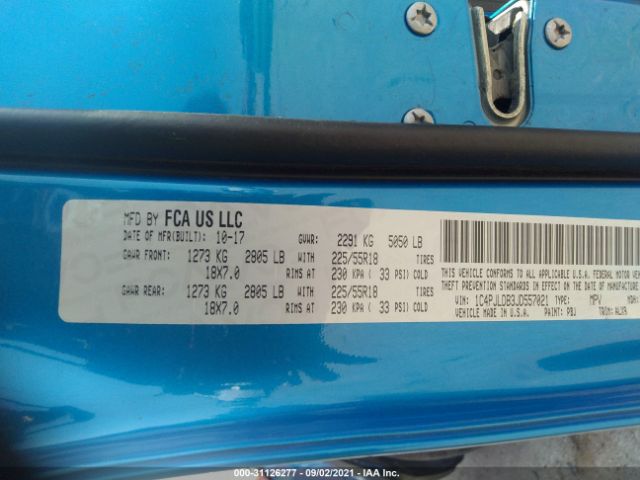 MFD BY FCA US LLC
DATE OF MFR(BUILT): 10-17 GVWR: 2291 KG 5050 LB
GAWR FRONT: 1273 KG 2805 LB WITH 225/55R18 TIRES
18X7.0 RIMS AT 230 KPA ( 33 PSI) COLD
GAWR REAR: 1273 KG 2805 LB WITH 225/55R18 TIRES
18X7.0 RIMS AT 230 KPA ( 33 PSI) COLD
THIS VEHICLE CONFORMS TO ALL APPLICABLE U.S.A. FEDERAL MOTOR
THEFT PREVENTION STANDARDS IN EFFECT ON THE DATE OF MANUFACTURE
VIN: 1C4PJLDB3JD557021 TYPE: MPV
VEHICLE MADE IN U.S.A. PAINT: PBJ TRIM:
000-31126277 - 09/02/2021 - IAA Inc.